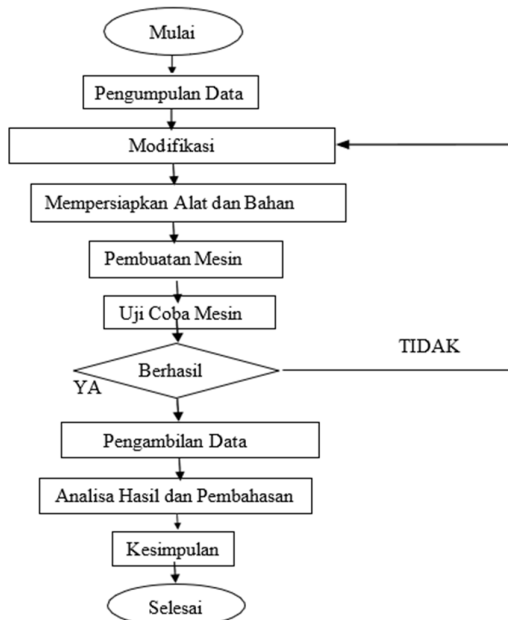 Mulai
Pengumpulan Data
Modifikasi
Mempersiapkan Alat dan Bahan
Pembuatan Mesin
Uji Coba Mesin
TIDAK
Berhasil
YA
Pengambilan Data
Analisa Hasil dan Pembahasan
Kesimpulan
Selesai